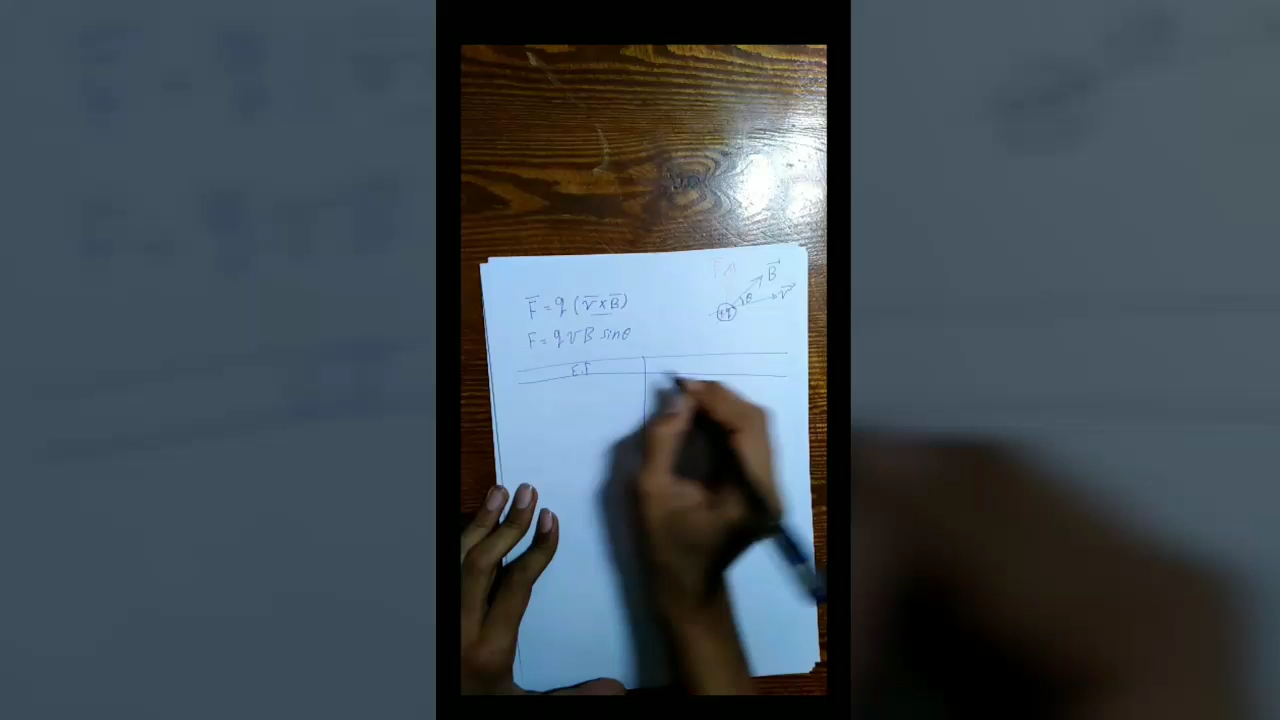 F⃗ = q (v⃗ × B⃗)
F = qVB sinθ
B⃗
θ
V⃗
+q
E.F